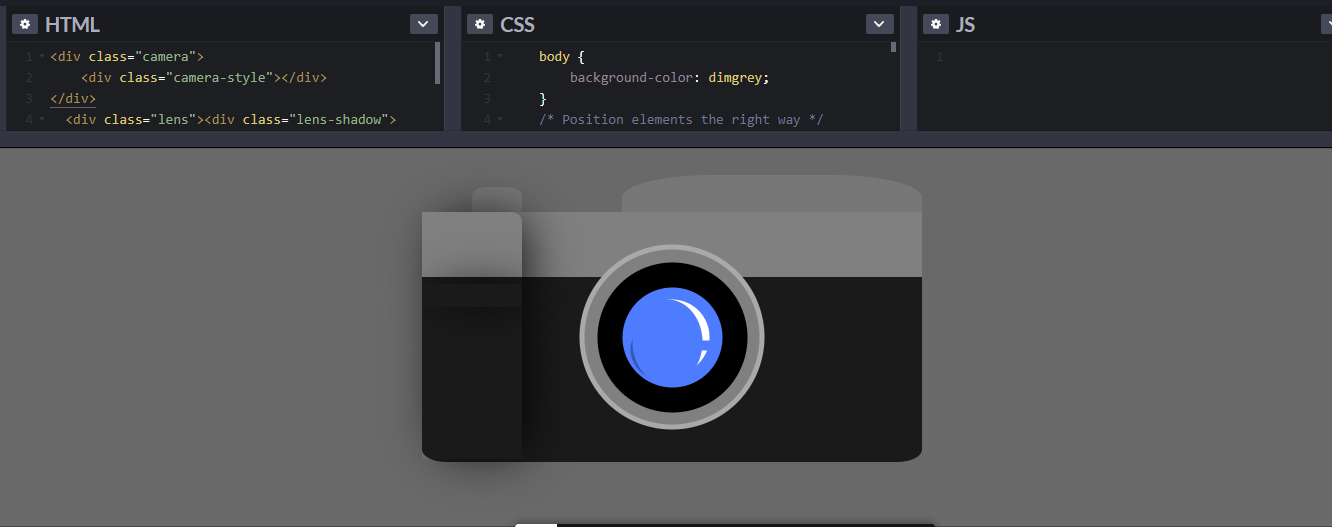 HTML
1 <div class="camera">
2 <div class="camera-style"></div>
3 </div>
4 <div class="lens"><div class="lens-shadow">
CSS
1 body {
2 background-color: dimgrey;
3 }
4 /* Position elements the right way */
JS
1